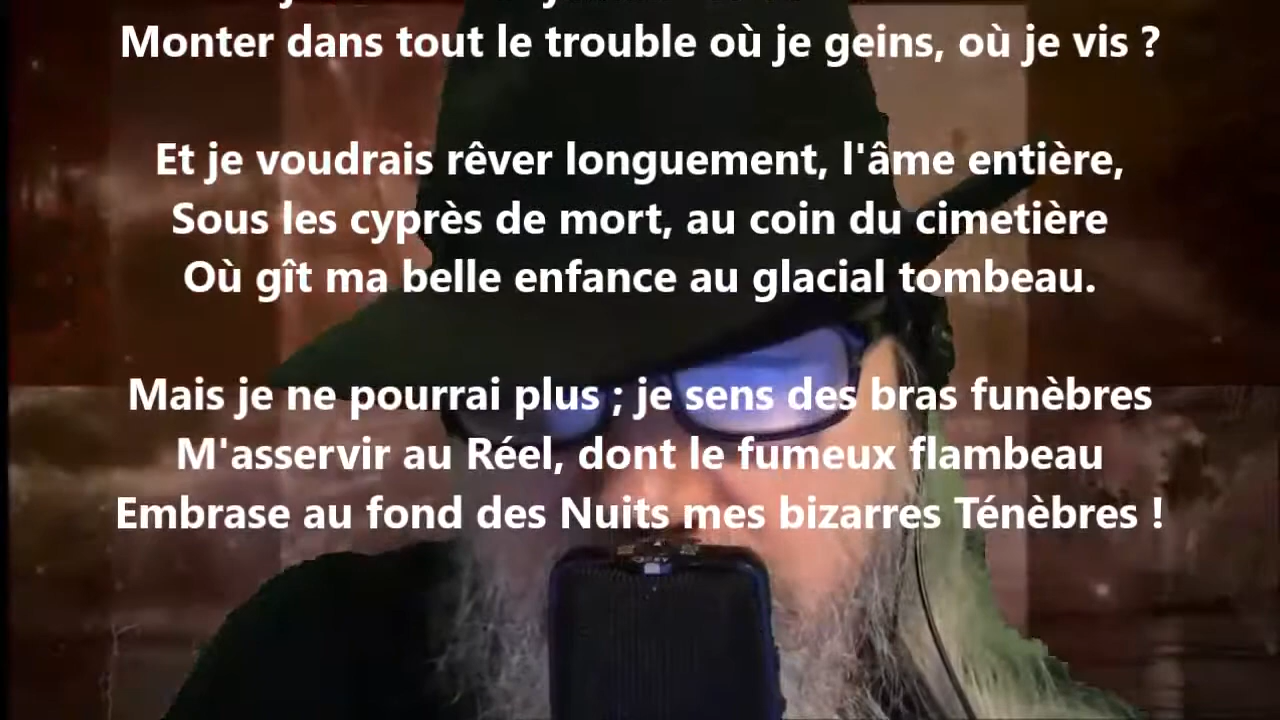 Monter dans tout le trouble où je geins, où je vis ?
Et je voudrais rêver longuement, l'âme entière,
Sous les cyprès de mort, au coin du cimetière
Où gît ma belle enfance au glacial tombeau.
Mais je ne pourrai plus ; je sens des bras funèbres
M'asservir au Réel, dont le fumeux flambeau
Embrase au fond des Nuits mes bizarres Ténèbres !